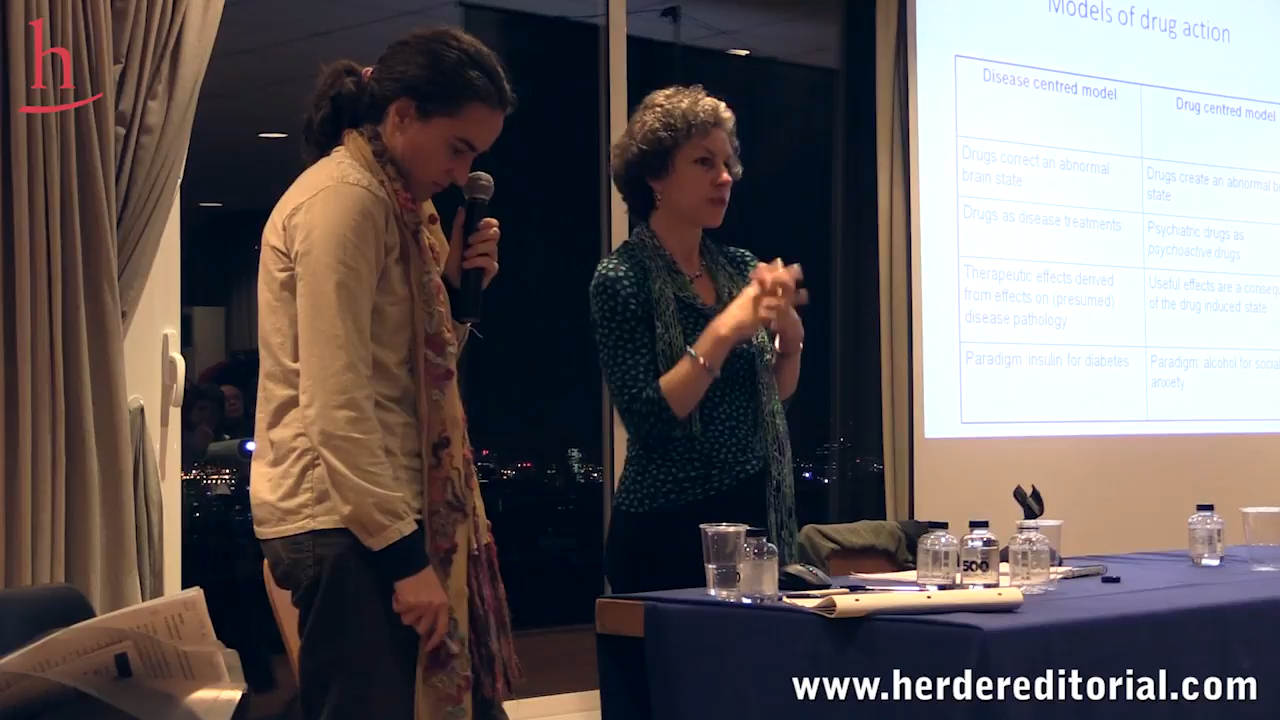 h
Models of drug action
Disease centred model
Drug centred model
Drugs correct an abnormal
brain state
Drugs create an abnormal
state
Drugs as disease treatments
Psychiatric drugs as
psychoactive drugs
Therapeutic effects derived
from effects on (presumed)
disease pathology
Useful effects are a
of the drug induced state
Paradigm: insulin for diabetes
Paradigm: alcohol for social
anxiety
500
www.herdereditorial.com